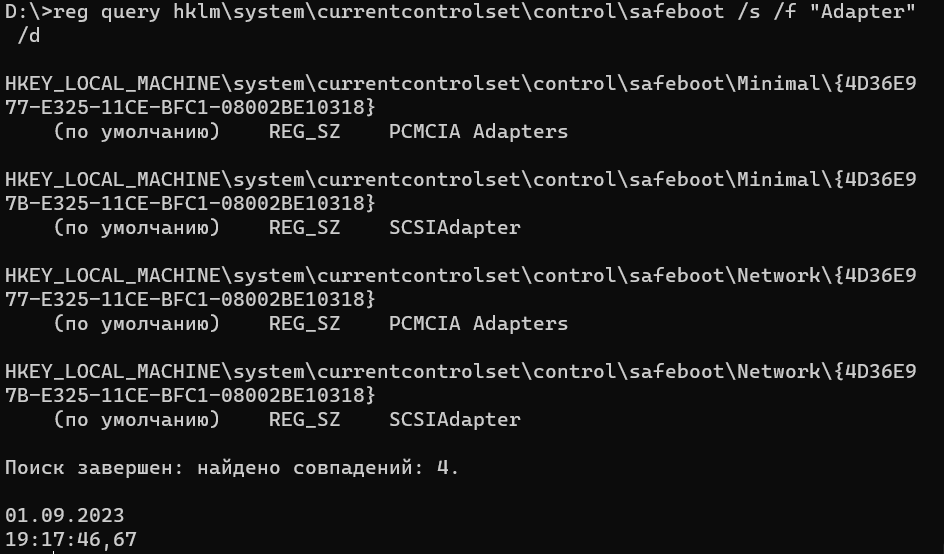 D:\>reg query hklm\system\currentcontrolset\control\safeboot /s /f "Adapter"
 /d
HKEY_LOCAL_MACHINE\system\currentcontrolset\control\safeboot\Minimal\{4D36E9
77-E325-11CE-BFC1-08002BE10318}
    (по умолчанию)    REG_SZ    PCMCIA Adapters
HKEY_LOCAL_MACHINE\system\currentcontrolset\control\safeboot\Minimal\{4D36E9
7B-E325-11CE-BFC1-08002BE10318}
    (по умолчанию)    REG_SZ    SCSIAdapter
HKEY_LOCAL_MACHINE\system\currentcontrolset\control\safeboot\Network\{4D36E9
77-E325-11CE-BFC1-08002BE10318}
    (по умолчанию)    REG_SZ    PCMCIA Adapters
HKEY_LOCAL_MACHINE\system\currentcontrolset\control\safeboot\Network\{4D36E9
7B-E325-11CE-BFC1-08002BE10318}
    (по умолчанию)    REG_SZ    SCSIAdapter
Поиск завершен: найдено совпадений: 4.
01.09.2023
19:17:46,67